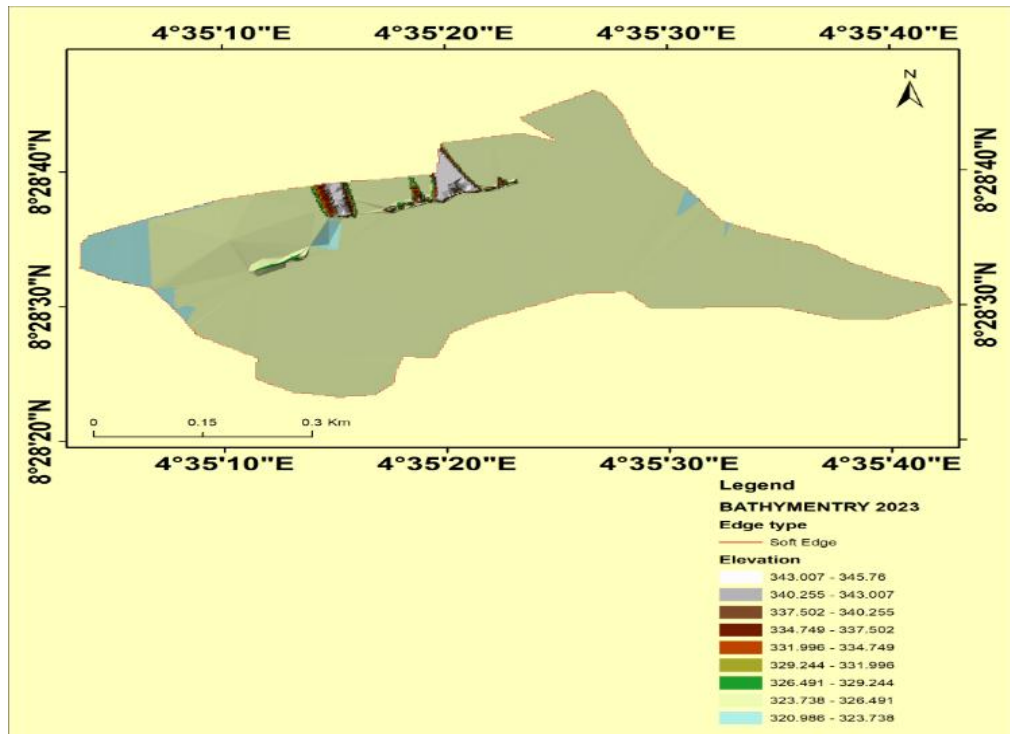 4°35'10"E 4°35'20"E 4°35'30"E 4°35'40"E
N
8°28'40"N 8°28'40"N
8°28'30"N 8°28'30"N
8°28'20"N
0 0.15 0.3 Km
4°35'10"E 4°35'20"E 4°35'30"E 4°35'40"E
Legend
BATHYMENTRY 2023
Edge type
Soft Edge
Elevation
343.007 - 345.76
340.255 - 343.007
337.502 - 340.255
334.749 - 337.502
331.996 - 334.749
329.244 - 331.996
326.491 - 329.244
323.738 - 326.491
320.986 - 323.738